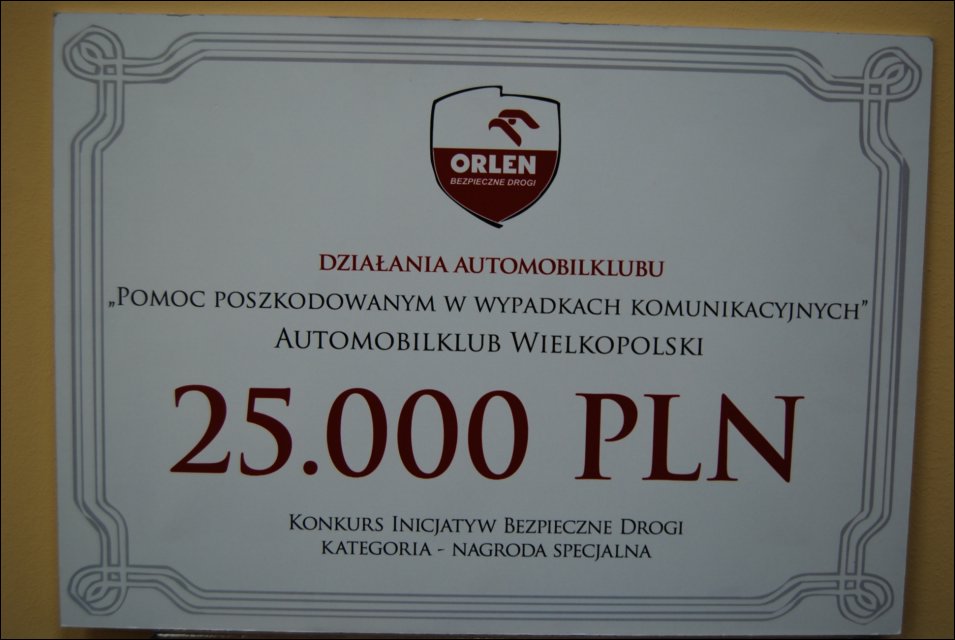 ORLEN
BEZPIECZNE DROGI
DZIAŁANIA AUTOMOBILKLUBU
„POMOC POSZKODOWANYM W WYPADKACH KOMUNIKACYJNYCH”
AUTOMOBILKLUB WIELKOPOLSKI
25.000 PLN
KONKURS INICJATYW BEZPIECZNE DROGI
KATEGORIA - NAGRODA SPECJALNA